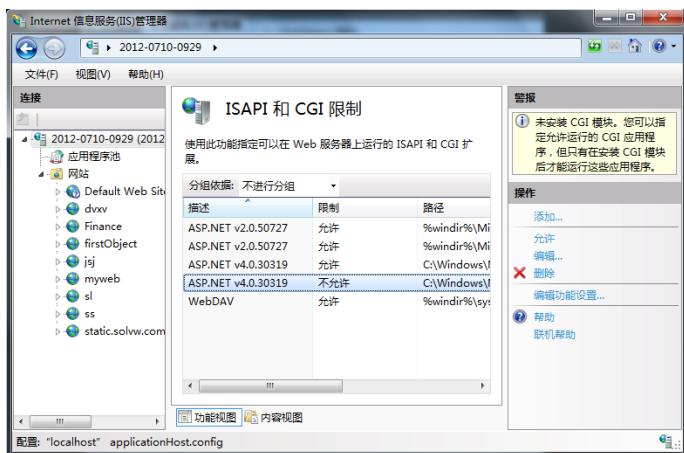 Internet 信息服务(IIS)管理器
2012-0710-0929
文件(F) 视图(V) 帮助(H)
连接
2012-0710-0929 (2012
应用程序池
网站
Default Web Sit
dvxv
Finance
firstObject
jsj
myweb
sl
ss
static.solvw.com
ISAPI 和 CGI 限制
使用此功能指定可以在 Web 服务器上运行的 ISAPI 和 CGI 扩
展。
分组依据: 不进行分组
描述 限制 路径
ASP.NET v2.0.50727 允许 %windir%\Mi
ASP.NET v2.0.50727 允许 %windir%\Mi
ASP.NET v4.0.30319 允许 C:\Windows\
ASP.NET v4.0.30319 不允许 C:\Windows\
WebDAV 允许 %windir%\sys
功能视图 内容视图
警报
未安装 CGI 模块。您可以指
定允许运行的 CGI 应用程
序，但只有在安装 CGI 模块
后才能运行这些应用程序。
操作
添加...
允许
编辑...
删除
编辑功能设置...
帮助
联机帮助
配置: "localhost" applicationHost.config